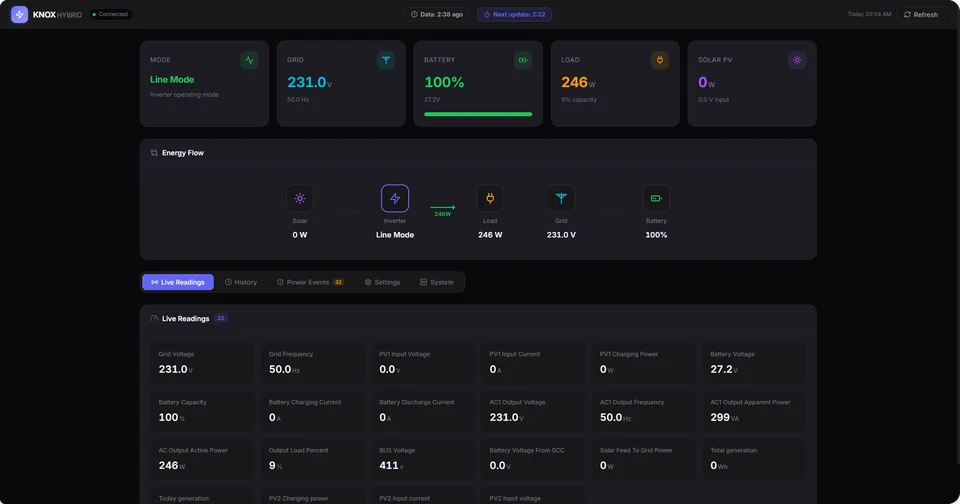 KNOX HYBRID Connected Data: 2:38 ago Next update: 2:22 Today 10:54 AM Refresh
MODE
Line Mode
Inverter operating mode
GRID
231.0V
50.0 Hz
BATTERY
100%
27.2V
LOAD
246W
9% capacity
SOLAR PV
0W
0.0 V input
Energy Flow
Solar
0 W
Inverter
Line Mode
246W
Load
246 W
Grid
231.0 V
Battery
100%
Live Readings History Power Events 32 Settings System
Live Readings 22
Grid Voltage
231.0V
Grid Frequency
50.0Hz
PV1 Input Voltage
0.0V
PV1 Input Current
0A
PV1 Charging Power
0W
Battery Voltage
27.2V
Battery Capacity
100%
Battery Charging Current
0A
Battery Discharge Current
0A
AC1 Output Voltage
231.0V
AC1 Output Frequency
50.0Hz
AC1 Output Apparent Power
299VA
AC Output Active Power
246W
Output Load Percent
9%
BUS Voltage
411V
Battery Voltage From SCC
0.0V
Solar Feed To Grid Power
0W
Total generation
0Wh
Today generation
PV2 Charging power
PV2 Input current
PV2 Input voltage